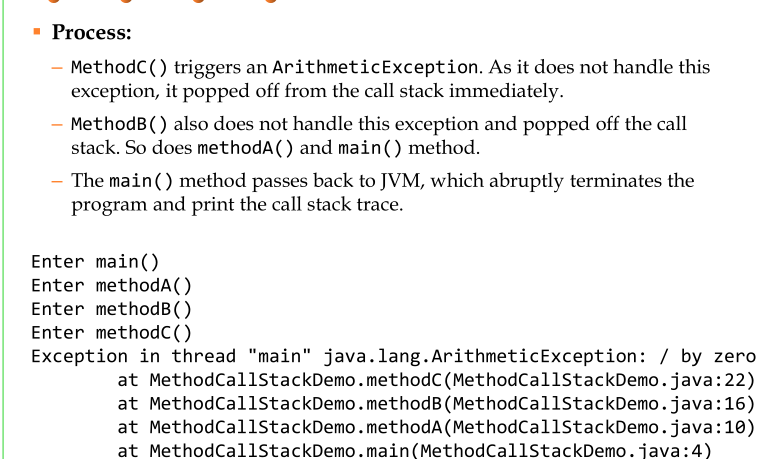 Process:
– MethodC() triggers an ArithmeticException. As it does not handle this
exception, it popped off from the call stack immediately.
– MethodB() also does not handle this exception and popped off the call
stack. So does methodA() and main() method.
– The main() method passes back to JVM, which abruptly terminates the
program and print the call stack trace.
Enter main()
Enter methodA()
Enter methodB()
Enter methodC()
Exception in thread "main" java.lang.ArithmeticException: / by zero
at MethodCallStackDemo.methodC(MethodCallStackDemo.java:22)
at MethodCallStackDemo.methodB(MethodCallStackDemo.java:16)
at MethodCallStackDemo.methodA(MethodCallStackDemo.java:10)
at MethodCallStackDemo.main(MethodCallStackDemo.java:4)